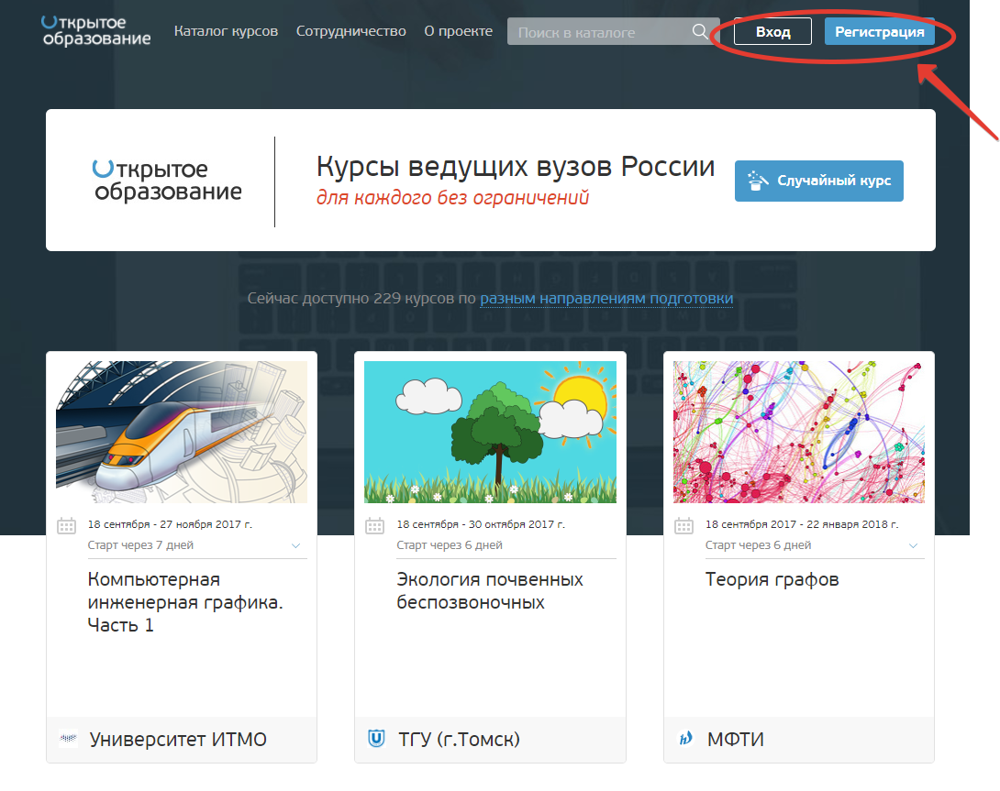 Открытое
образование
Каталог курсов
Сотрудничество
О проекте
Поиск в каталоге
Вход
Регистрация
Открытое
образование
Курсы ведущих вузов России
для каждого без ограничений
Случайный курс
Сейчас доступно 229 курсов по разным направлениям подготовки
18 сентября - 27 ноября 2017 г.
Старт через 7 дней
Компьютерная
инженерная графика.
Часть 1
Университет ИТМО
18 сентября - 30 октября 2017 г.
Старт через 6 дней
Экология почвенных
беспозвоночных
ТГУ (г.Томск)
18 сентября 2017 - 22 января 2018 г.
Старт через 6 дней
Теория графов
МФТИ